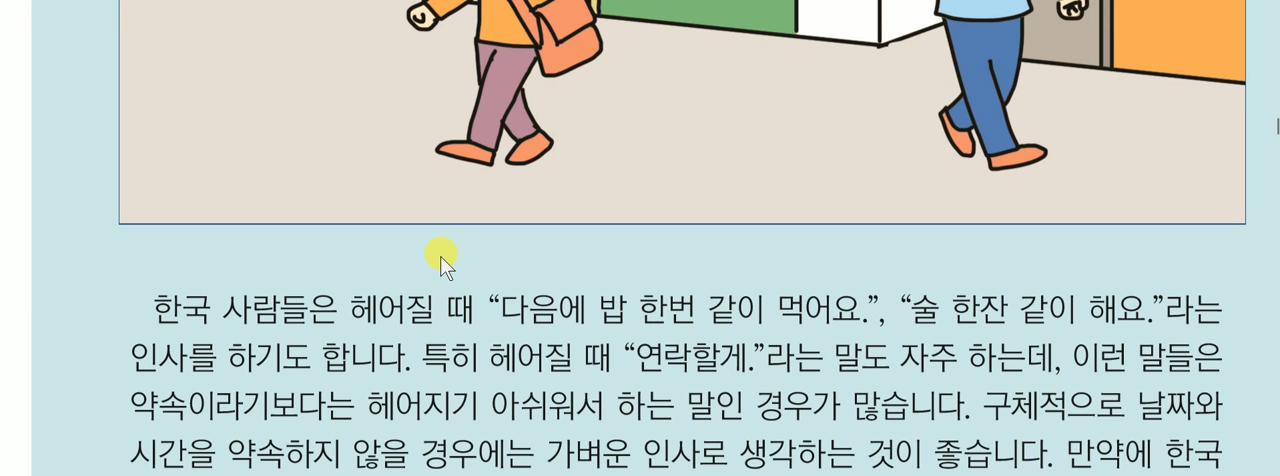 한국 사람들은 헤어질 때 “다음에 밥 한번 같이 먹어요.”, “술 한잔 같이 해요.”라는
인사를 하기도 합니다. 특히 헤어질 때 “연락할게.”라는 말도 자주 하는데, 이런 말들은
약속이라기보다는 헤어지기 아쉬워서 하는 말인 경우가 많습니다. 구체적으로 날짜와
시간을 약속하지 않을 경우에는 가벼운 인사로 생각하는 것이 좋습니다. 만약에 한국